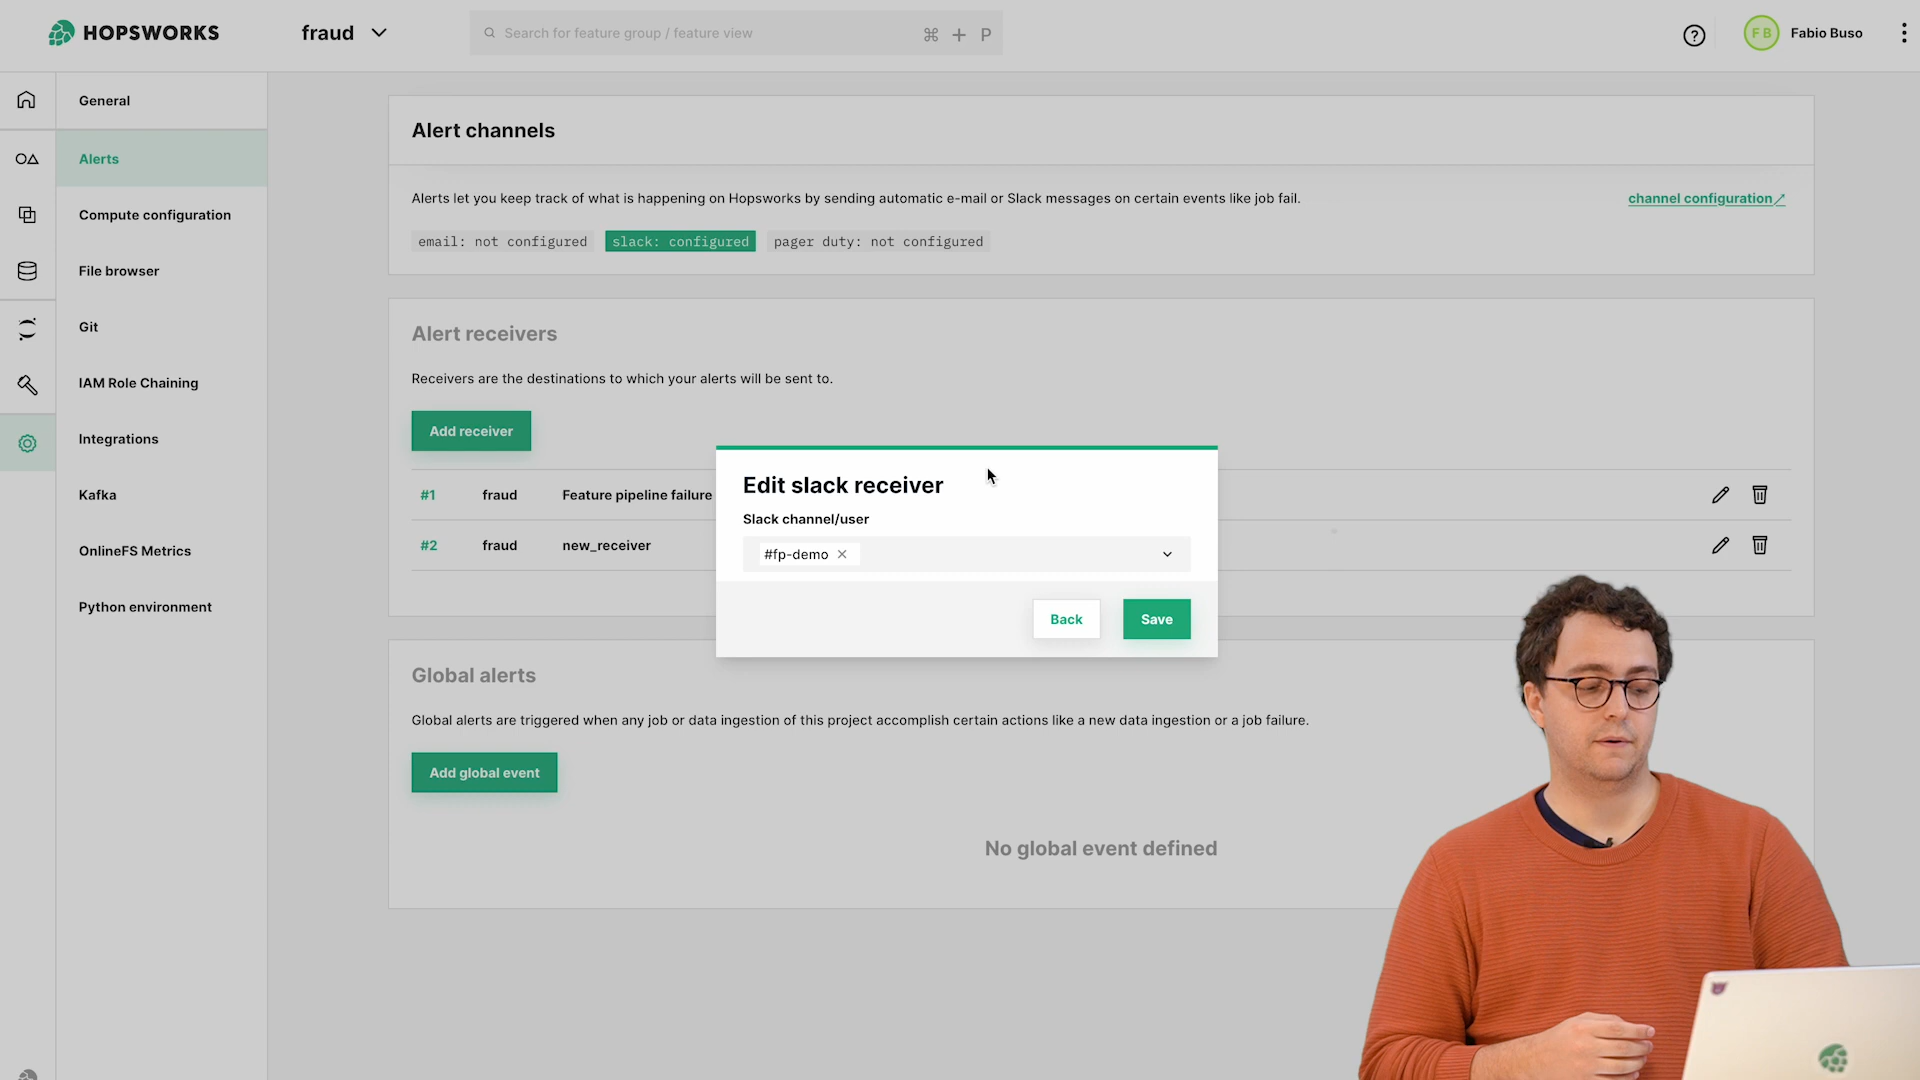 HOPSWORKS
fraud
Search for feature group / feature view
⌘ + P
?
FB
Fabio Buso
General
Alerts
Compute configuration
File browser
Git
IAM Role Chaining
Integrations
Kafka
OnlineFS Metrics
Python environment
Alert channels
Alerts let you keep track of what is happening on Hopsworks by sending automatic e-mail or Slack messages on certain events like job fail.
channel configuration
email: not configured
slack: configured
pager duty: not configured
Alert receivers
Receivers are the destinations to which your alerts will be sent to.
Add receiver
#1 fraud Feature pipeline failure
#2 fraud new_receiver
Edit slack receiver
Slack channel/user
#fp-demo
Back
Save
Global alerts
Global alerts are triggered when any job or data ingestion of this project accomplish certain actions like a new data ingestion or a job failure.
Add global event
No global event defined